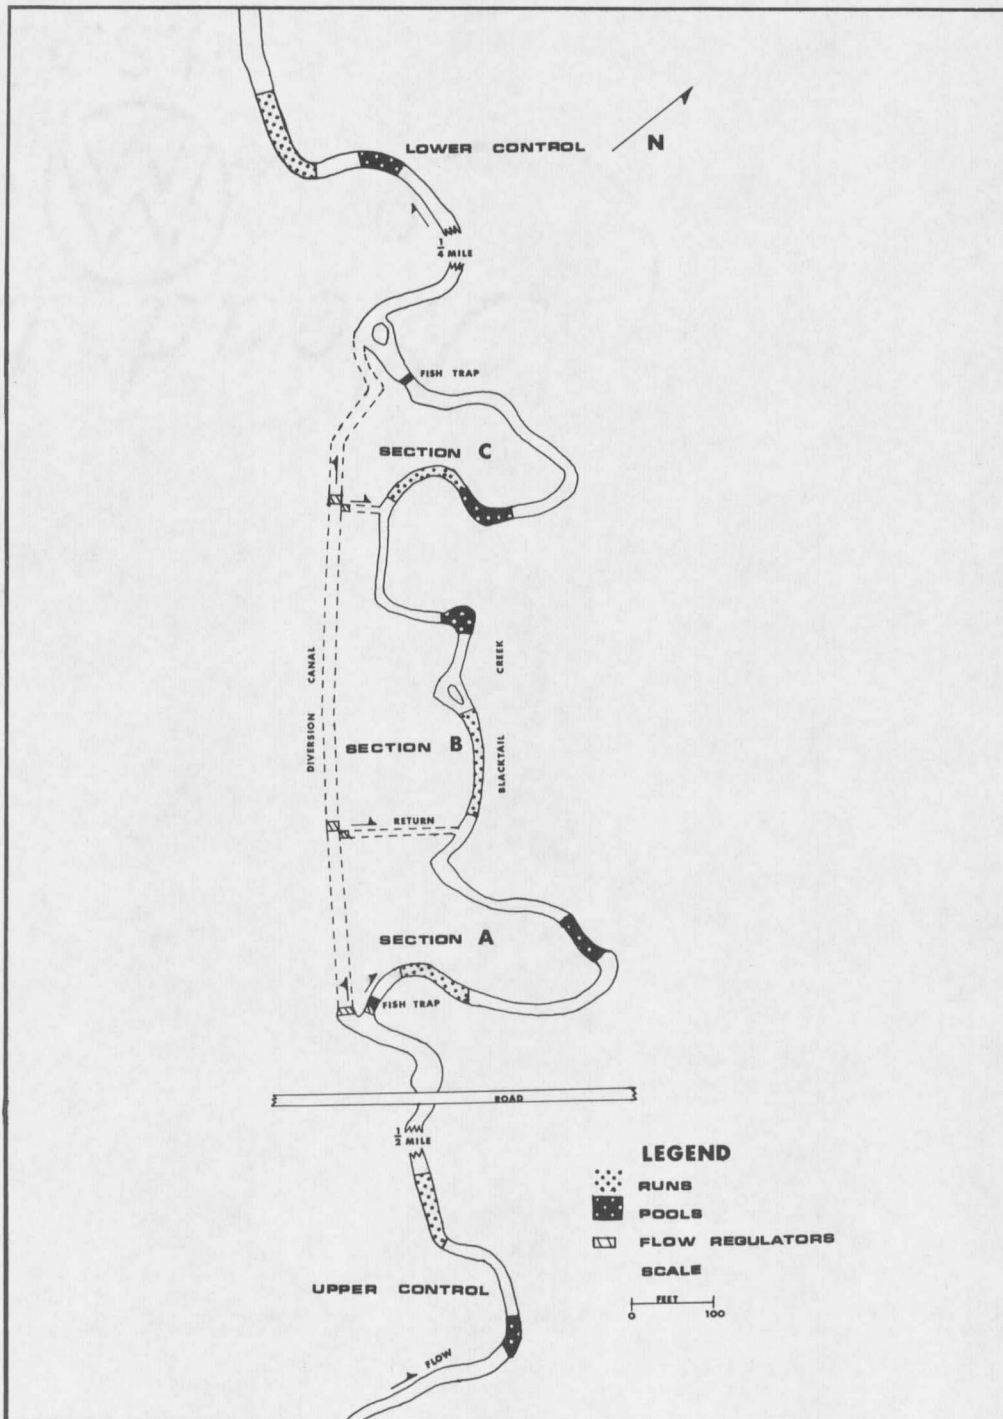 LOWER CONTROL
N
1/4 MILE
FISH TRAP
SECTION C
DIVERSION CANAL
BLACKTAIL CREEK
SECTION B
RETURN
SECTION A
FISH TRAP
ROAD
1/2 MILE
LEGEND
RUNS
POOLS
FLOW REGULATORS
SCALE
FEET
0 100
UPPER CONTROL
FLOW